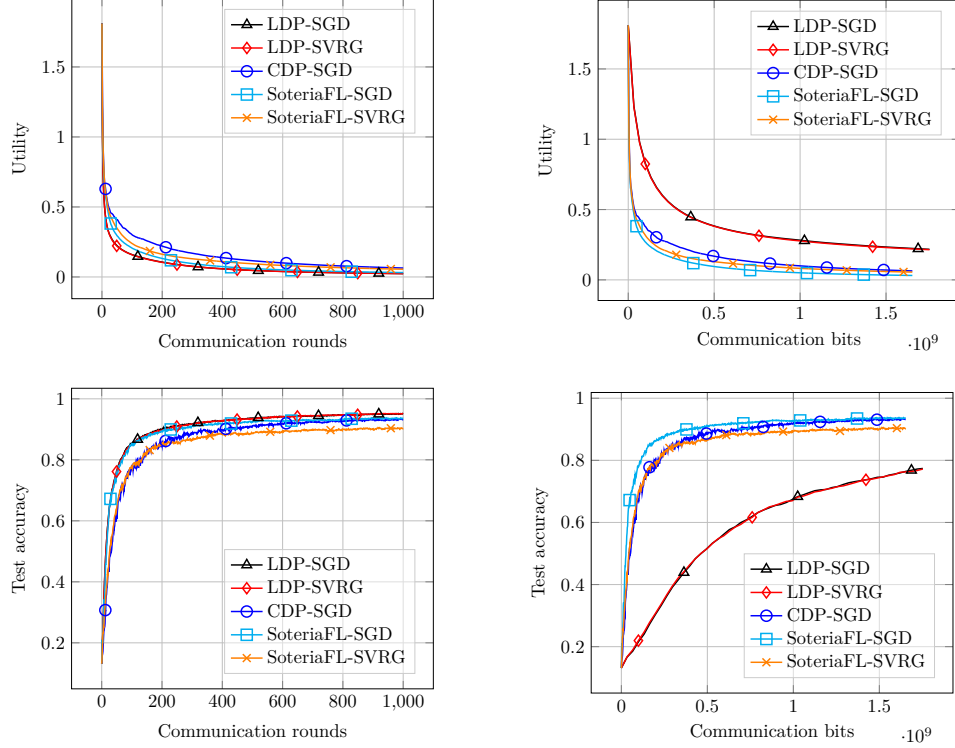 LDP-SGD
LDP-SVRG
CDP-SGD
SoteriaFL-SGD
SoteriaFL-SVRG
1.5
1
0.5
0
Utility
0 200 400 600 800 1,000
Communication rounds
LDP-SGD
LDP-SVRG
CDP-SGD
SoteriaFL-SGD
SoteriaFL-SVRG
1.5
1
0.5
0
Utility
0 0.5 1 1.5
Communication bits
·10⁹
1
0.8
0.6
0.4
0.2
Test accuracy
LDP-SGD
LDP-SVRG
CDP-SGD
SoteriaFL-SGD
SoteriaFL-SVRG
0 200 400 600 800 1,000
Communication rounds
1
0.8
0.6
0.4
0.2
Test accuracy
LDP-SGD
LDP-SVRG
CDP-SGD
SoteriaFL-SGD
SoteriaFL-SVRG
0 0.5 1 1.5
Communication bits
·10⁹